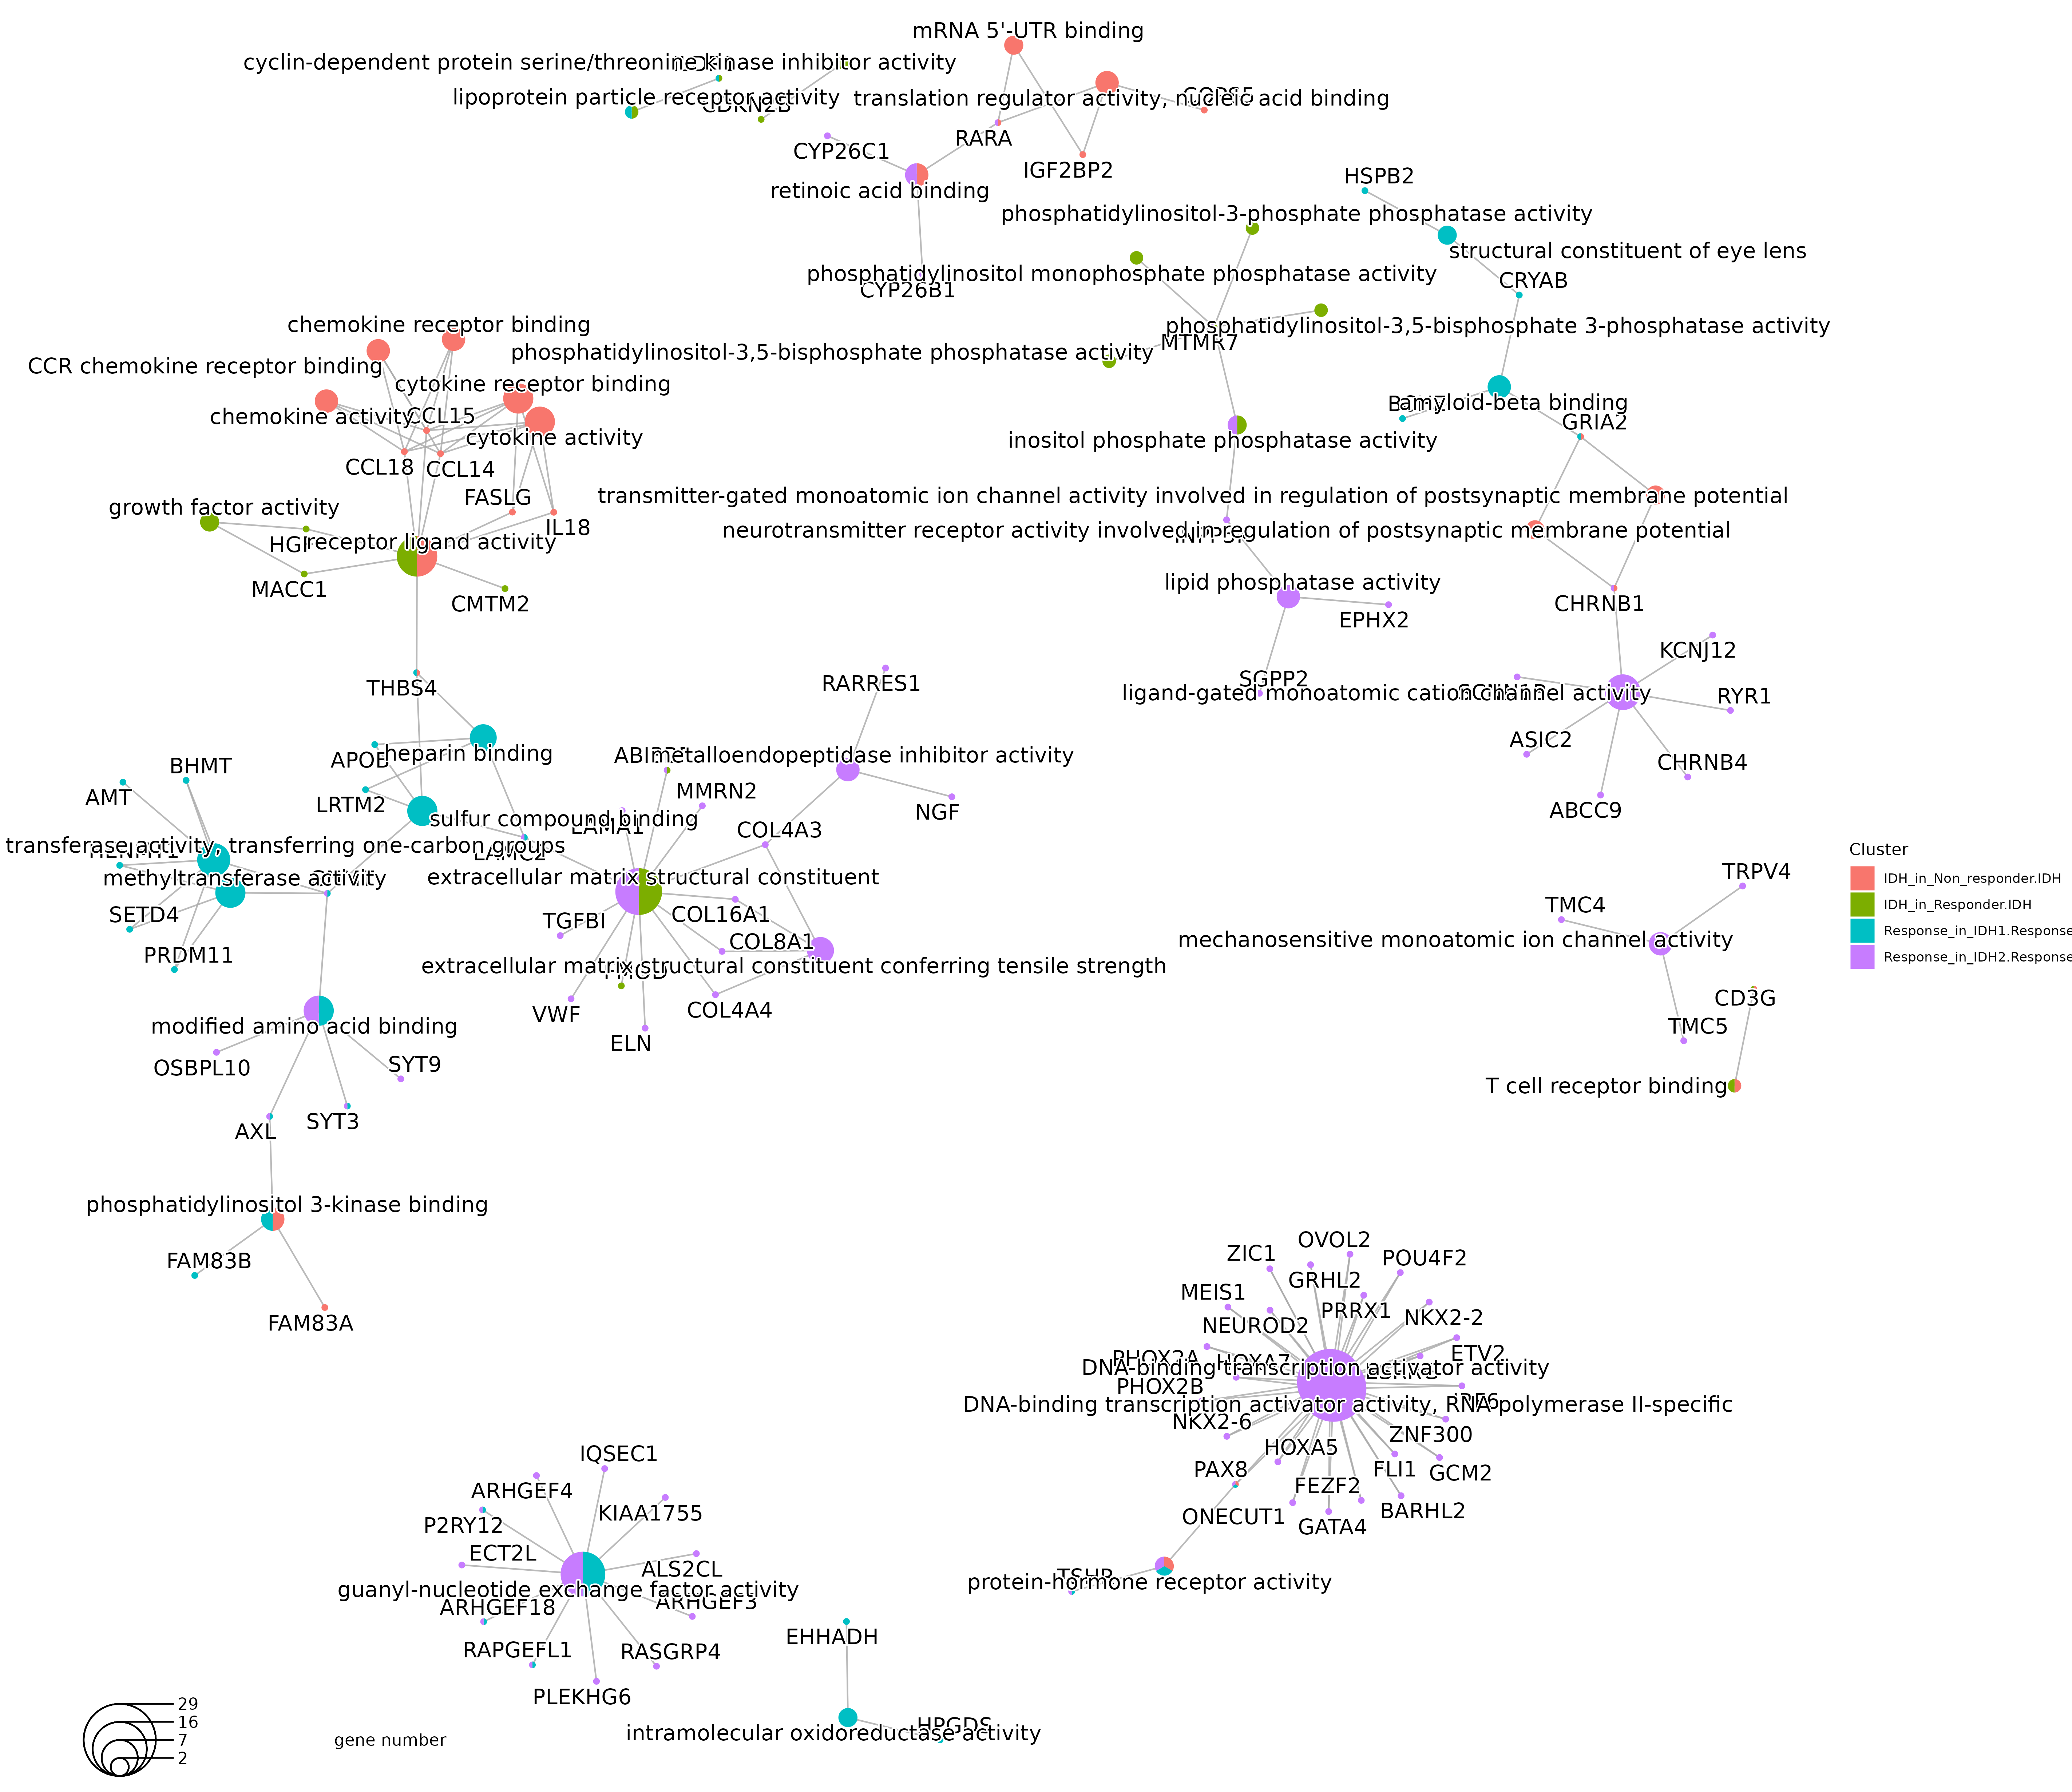 mRNA 5'-UTR binding
cyclin-dependent protein serine/threonine kinase inhibitor activity
lipoprotein particle receptor activity
CDKN2B
translation regulator activity, nucleic acid binding
RARA
CYP26C1
IGF2BP2
retinoic acid binding
CYP26B1
HSPB2
phosphatidylinositol-3-phosphate phosphatase activity
structural constituent of eye lens
phosphatidylinositol monophosphate phosphatase activity
CRYAB
phosphatidylinositol-3,5-bisphosphate 3-phosphatase activity
MTMR7
phosphatidylinositol-3,5-bisphosphate phosphatase activity
chemokine receptor binding
CCR chemokine receptor binding
cytokine receptor binding
chemokine activity
CCL15
cytokine activity
CCL18
CCL14
FASLG
IL18
growth factor activity
receptor ligand activity
MACC1
CMTM2
amyloid-beta binding
GRIA2
inositol phosphate phosphatase activity
transmitter-gated monoatomic ion channel activity involved in regulation of postsynaptic membrane potential
neurotransmitter receptor activity involved in regulation of postsynaptic membrane potential
lipid phosphatase activity
EPHX2
CHRNB1
SGPP2
KCNJ12
ligand-gated monoatomic cation channel activity
RYR1
ASIC2
CHRNB4
ABCC9
THBS4
RARRES1
heparin binding
metalloendopeptidase inhibitor activity
BHMT
AMT
LRTM2
MMRN2
NGF
sulfur compound binding
LAMA1
COL4A3
transferase activity, transferring one-carbon groups
LAMC2
methyltransferase activity
extracellular matrix structural constituent
SETD4
TGFBI
COL16A1
PRDM11
COL8A1
extracellular matrix structural constituent conferring tensile strength
VWF
COL4A4
ELN
modified amino acid binding
OSBPL10
SYT9
AXL
SYT3
phosphatidylinositol 3-kinase binding
FAM83B
FAM83A
Cluster
IDH_in_Non_responder.IDH
IDH_in_Responder.IDH
Response_in_IDH1.Response
Response_in_IDH2.Response
TRPV4
TMC4
mechanosensitive monoatomic ion channel activity
CD3G
TMC5
T cell receptor binding
OVOL2
ZIC1
POU4F2
GRHL2
MEIS1
PRRX1
NKX2-2
NEUROD2
ETV2
PHOX2A
HOXA7
DNA-binding transcription activator activity
PHOX2B
IRF6
DNA-binding transcription activator activity, RNA polymerase II-specific
NKX2-6
ZNF300
HOXA5
PAX8
FLI1
GCM2
FEZF2
ONECUT1
BARHL2
GATA4
TSHR
protein-hormone receptor activity
IQSEC1
ARHGEF4
KIAA1755
P2RY12
ECT2L
ALS2CL
guanyl-nucleotide exchange factor activity
ARHGEF18
ARHGEF3
RAPGEFL1
RASGRP4
PLEKHG6
EHHADH
HPGDS
intramolecular oxidoreductase activity
29
16
7
2
gene number